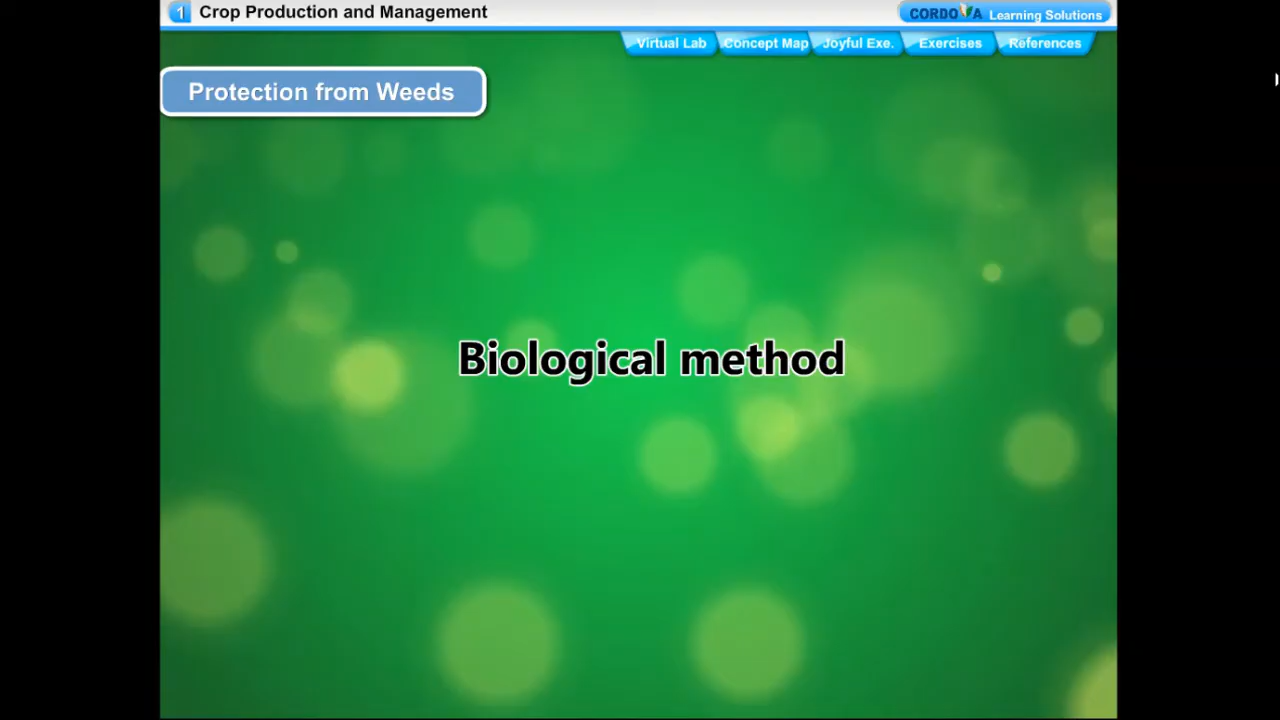 1 Crop Production and Management
CORDOVA Learning Solutions
Virtual Lab Concept Map Joyful Exe. Exercises References
Protection from Weeds
Biological method